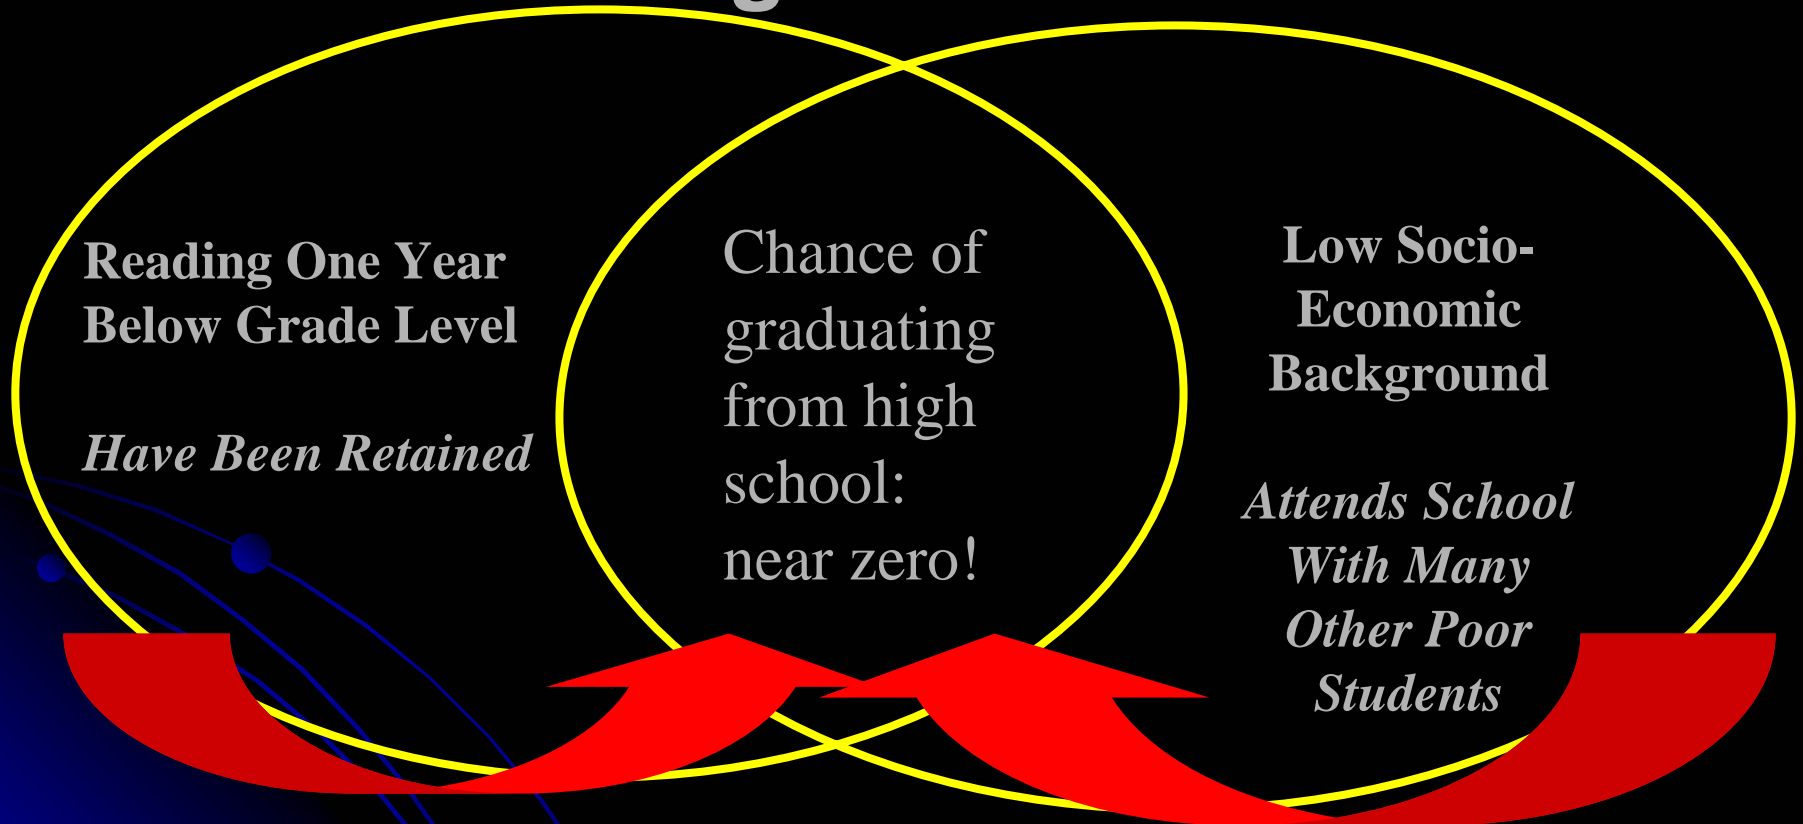 Reading One Year
Below Grade Level
Have Been Retained
Chance of
graduating
from high
school:
near zero!
Low Socio-
Economic
Background
Attends School
With Many
Other Poor
Students